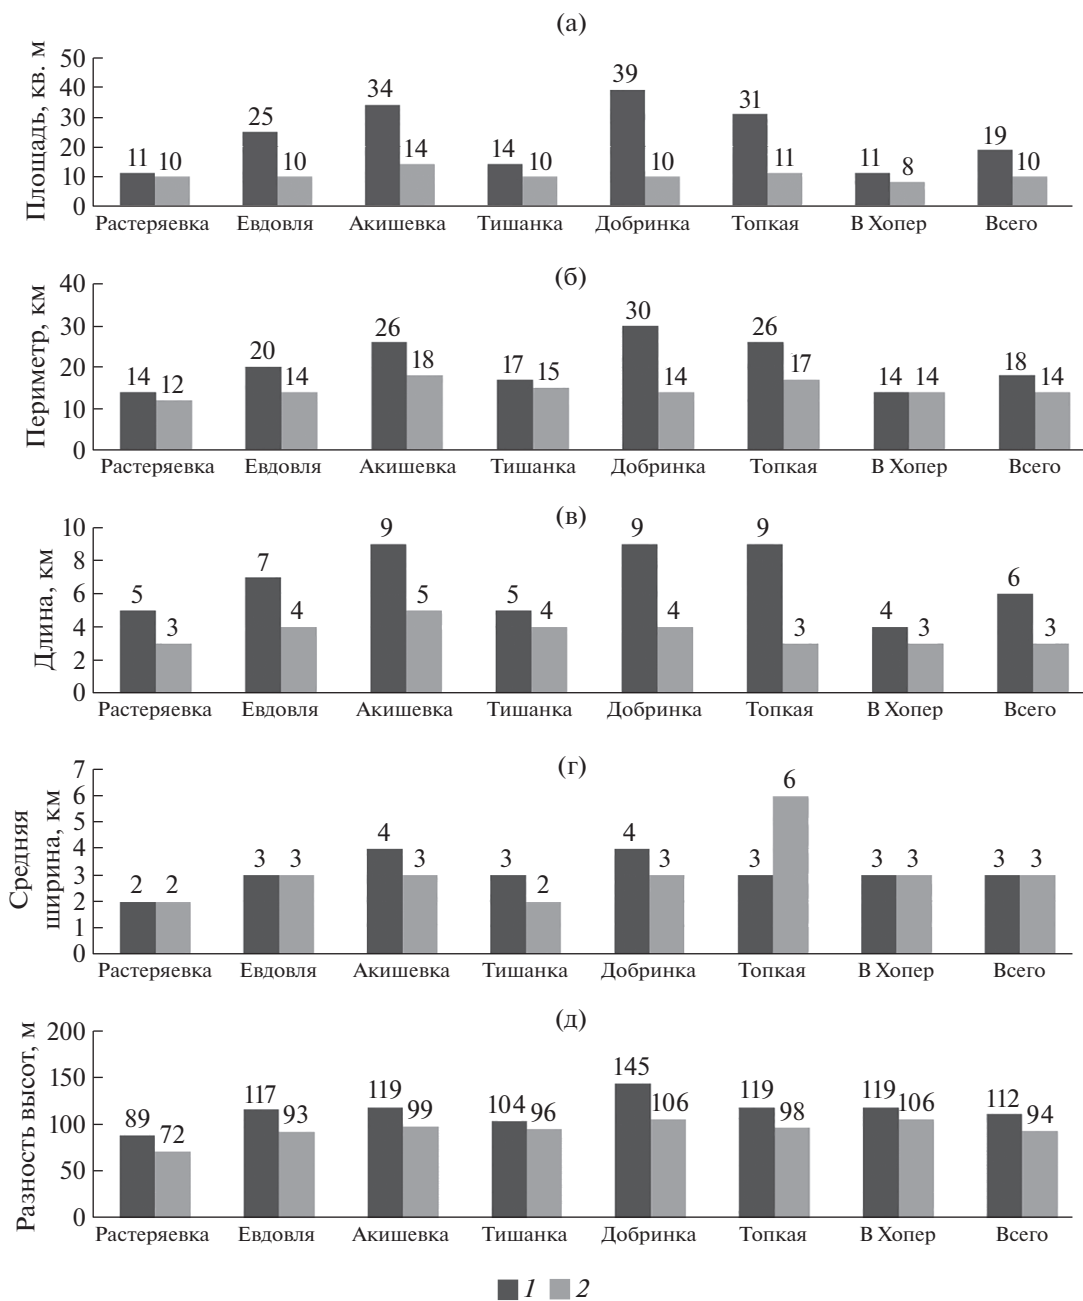 (а)
Площадь, кв. м
50
40
30
20
10
0
11 10 25 10 34 14 14 10 39 10 31 11 11 8 19 10
Растеряевка Евдовля Акишевка Тишанка Добринка Топкая В Хопер Всего
(б)
Периметр, км
40
30
20
10
0
14 12 20 14 26 18 17 15 30 14 26 17 14 14 18 14
Растеряевка Евдовля Акишевка Тишанка Добринка Топкая В Хопер Всего
(в)
Длина, км
10
8
6
4
2
0
5 3 7 4 9 5 5 4 9 4 9 3 4 3 6 3
Растеряевка Евдовля Акишевка Тишанка Добринка Топкая В Хопер Всего
(г)
Средняя
ширина, км
7
6
5
4
3
2
1
0
2 2 3 3 4 3 3 2 4 3 3 6 3 3 3 3
Растеряевка Евдовля Акишевка Тишанка Добринка Топкая В Хопер Всего
(д)
Разность высот, м
200
150
100
50
0
89 72 117 93 119 99 104 96 145 106 119 98 119 106 112 94
Растеряевка Евдовля Акишевка Тишанка Добринка Топкая В Хопер Всего
1 2